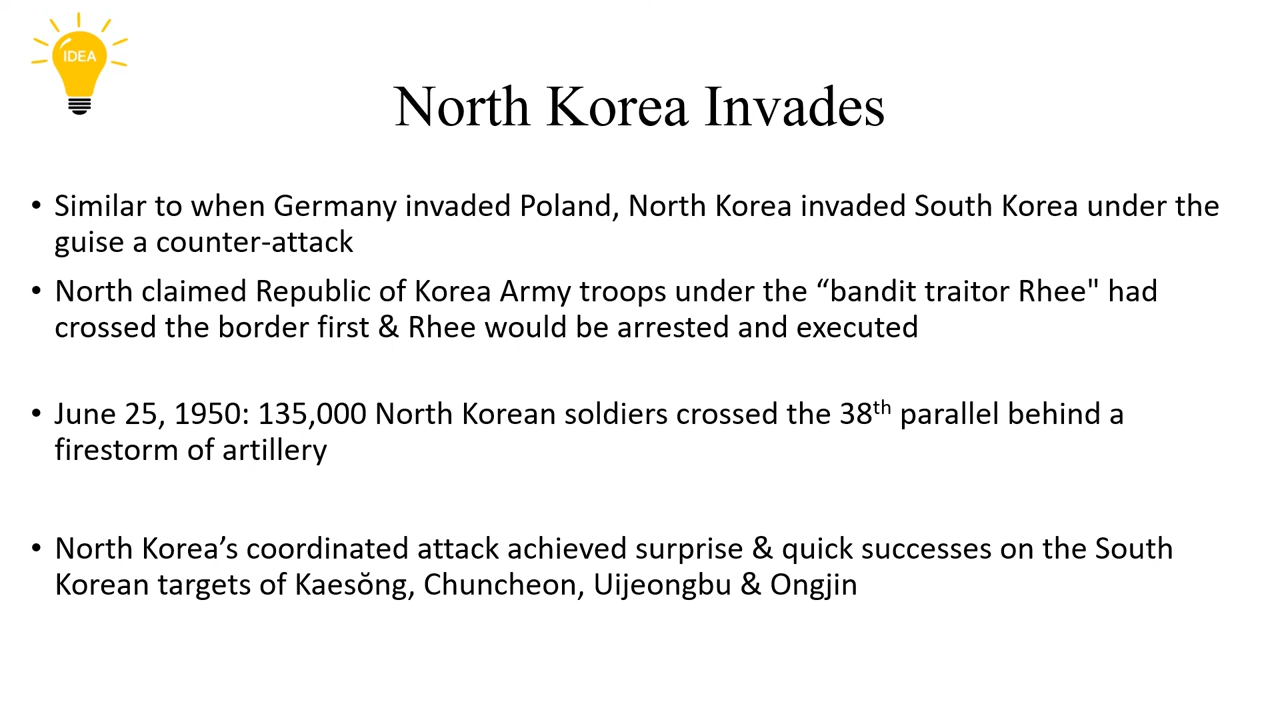 IDEA
North Korea Invades
• Similar to when Germany invaded Poland, North Korea invaded South Korea under the
guise a counter-attack
• North claimed Republic of Korea Army troops under the “bandit traitor Rhee" had
crossed the border first & Rhee would be arrested and executed
• June 25, 1950: 135,000 North Korean soldiers crossed the 38th parallel behind a
firestorm of artillery
• North Korea’s coordinated attack achieved surprise & quick successes on the South
Korean targets of Kaesŏng, Chuncheon, Uijeongbu & Ongjin